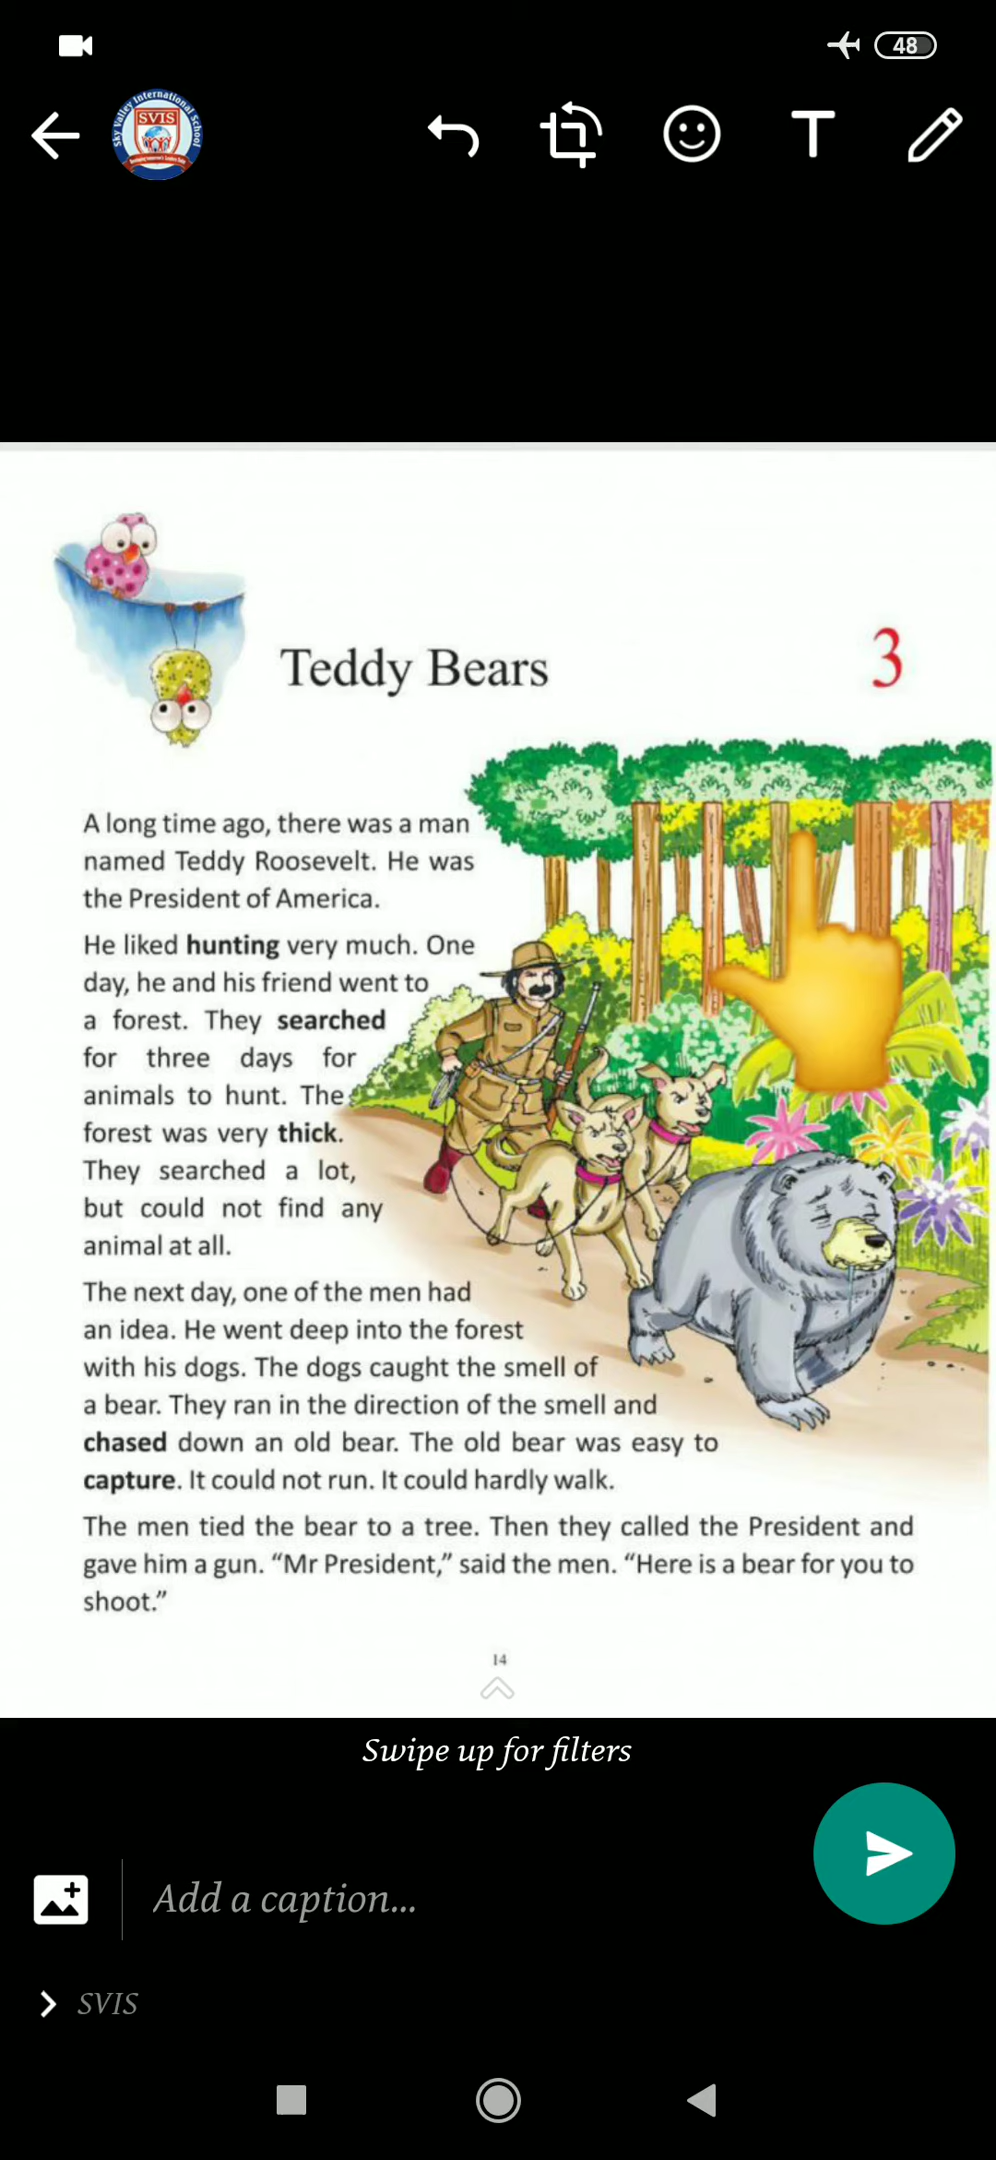 48
Sky Valley International School
SVIS
Teddy Bears
3
A long time ago, there was a man
named Teddy Roosevelt. He was
the President of America.
He liked hunting very much. One
day, he and his friend went to
a forest. They searched
for three days for
animals to hunt. The
forest was very thick.
They searched a lot,
but could not find any
animal at all.
The next day, one of the men had
an idea. He went deep into the forest
with his dogs. The dogs caught the smell of
a bear. They ran in the direction of the smell and
chased down an old bear. The old bear was easy to
capture. It could not run. It could hardly walk.
The men tied the bear to a tree. Then they called the President and
gave him a gun. “Mr President,” said the men. “Here is a bear for you to
shoot.”
14
Swipe up for filters
Add a caption...
SVIS